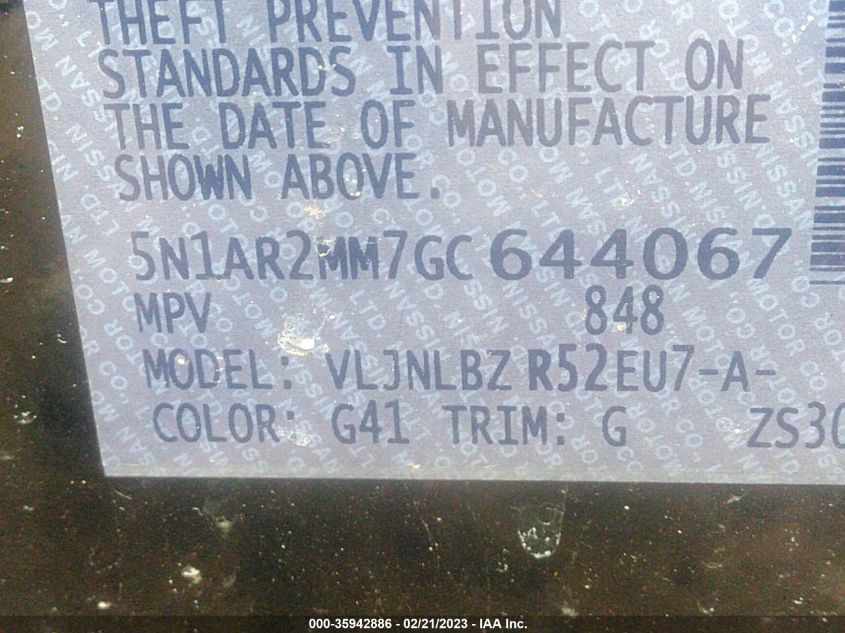 THEFT PREVENTION
STANDARDS IN EFFECT ON
THE DATE OF MANUFACTURE
SHOWN ABOVE.
5N1AR2MM7GC644067
MPV 848
MODEL: VLJNLBZ R52EU7-A-
COLOR: G41 TRIM: G ZS30
000-35942886 - 02/21/2023 - IAA Inc.